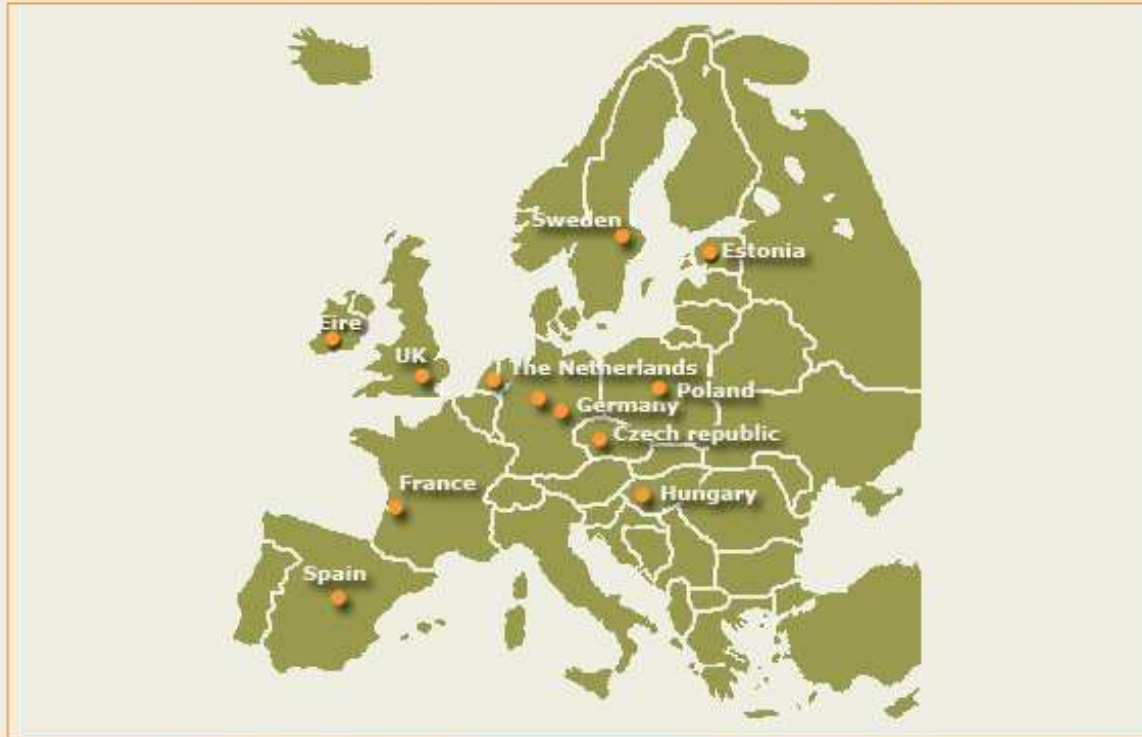 Sweden
Estonia
Eire
UK
The Netherlands
Poland
Germany
Czech republic
France
Hungary
Spain